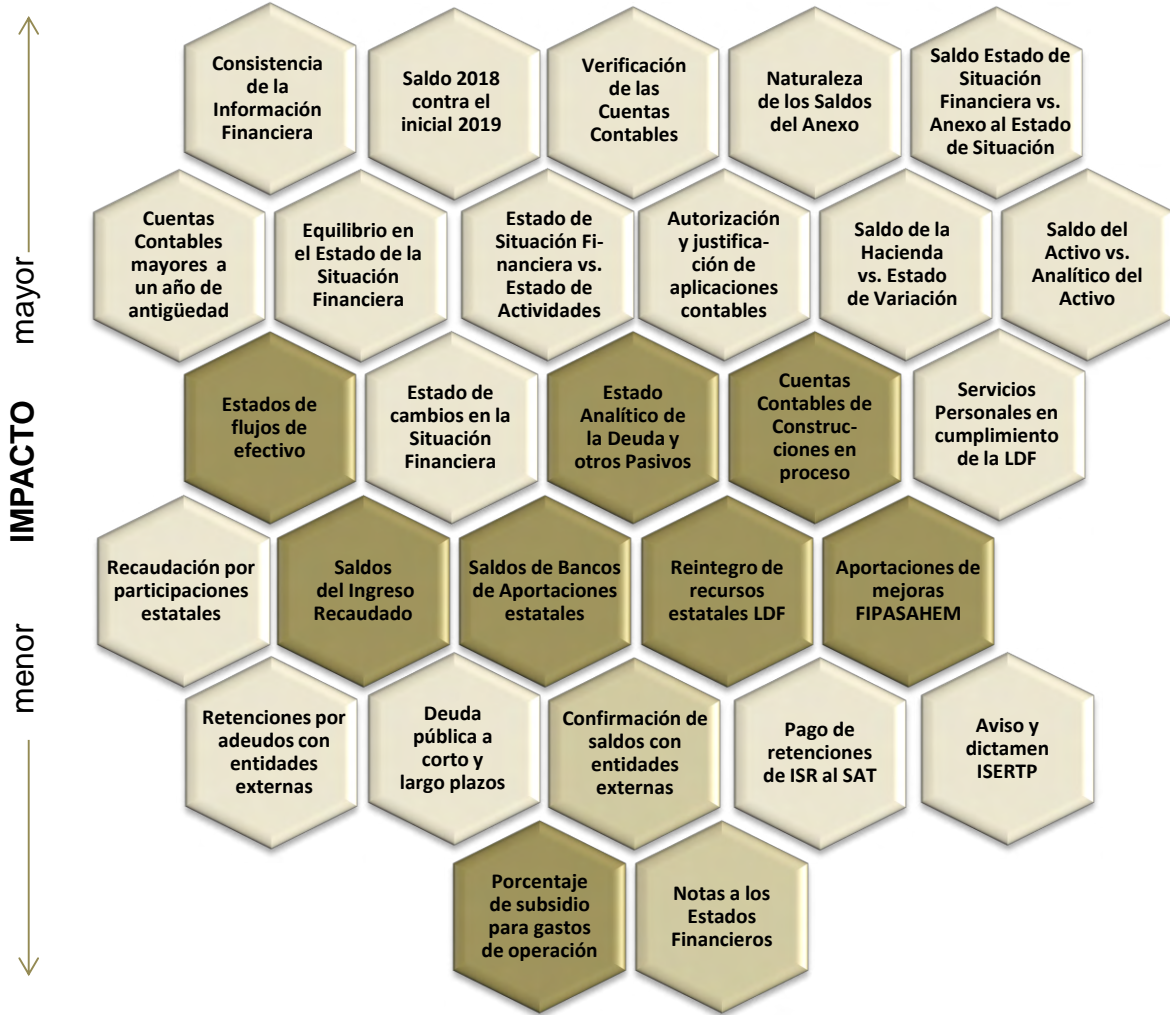 Consistencia
de la
Información
Financiera
Saldo 2018
contra el
inicial 2019
Verificación
de las
Cuentas
Contables
Naturaleza
de los Saldos
del Anexo
Saldo Estado de
Situación
Financiera vs.
Anexo al Estado
de Situación
Cuentas
Contables
mayores a
un año de
antigüedad
Equilibrio en
el Estado de la
Situación
Financiera
Estado de
Situación Fi-
nanciera vs.
Estado de
Actividades
Autorización
y justifica-
ción de
aplicaciones
contables
Saldo de la
Hacienda
vs. Estado
de Variación
Saldo del
Activo vs.
Analítico del
Activo
mayor
IMPACTO
menor
Estados de
flujos de
efectivo
Estado de
cambios en la
Situación
Financiera
Estado
Analítico de
la Deuda y
otros Pasivos
Cuentas
Contables de
Construc-
ciones en
proceso
Servicios
Personales en
cumplimiento
de la LDF
Recaudación por
participaciones
estatales
Saldos
del Ingreso
Recaudado
Saldos de Bancos
de Aportaciones
estatales
Reintegro de
recursos
estatales LDF
Aportaciones de
mejoras
FIPASAHEM
Retenciones por
adeudos con
entidades
externas
Deuda
pública a
corto y
largo plazos
Confirmación de
saldos con
entidades
externas
Pago de
retenciones
de ISR al SAT
Aviso y
dictamen
ISERTP
Porcentaje
de subsidio
para gastos
de operación
Notas a los
Estados
Financieros